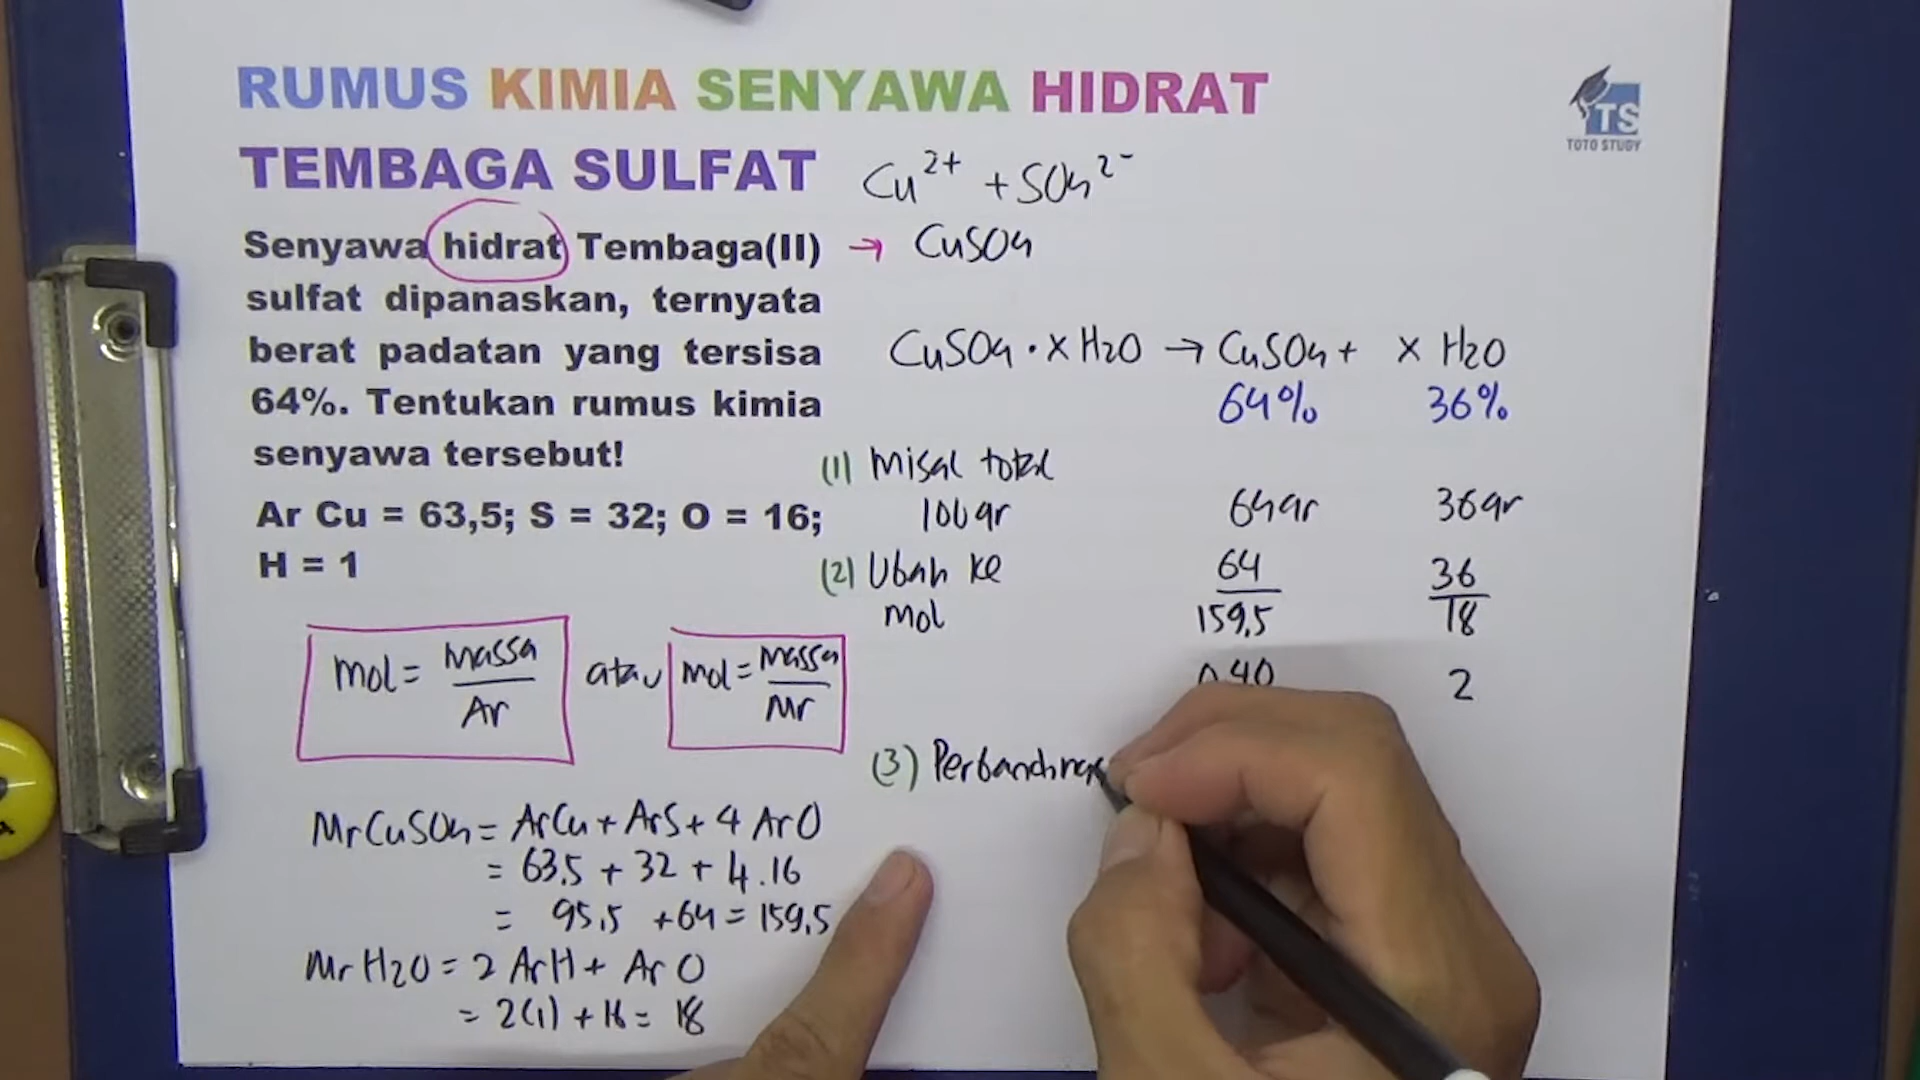 RUMUS KIMIA SENYAWA HIDRAT
TEMBAGA SULFAT
Cu²⁺ + SO4²⁻
TS
TOTO STUDY
Senyawa hidrat Tembaga(II)
sulfat dipanaskan, ternyata
berat padatan yang tersisa
64%. Tentukan rumus kimia
senyawa tersebut!
Ar Cu = 63,5; S = 32; O = 16;
H = 1
→ CuSO4
CuSO4 · x H2O → CuSO4 + x H2O
64% 36%
(1) Misal total
100 gr 64 gr 36 gr
(2) Ubah ke
mol
64/159,5 36/18
0,40 2
(3) Perbandinga
mol = massa/Ar atau mol = massa/Mr
Mr CuSO4 = Ar Cu + Ar S + 4 Ar O
= 63,5 + 32 + 4.16
= 95,5 + 64 = 159,5
Mr H2O = 2 Ar H + Ar O
= 2(1) + 16 = 18